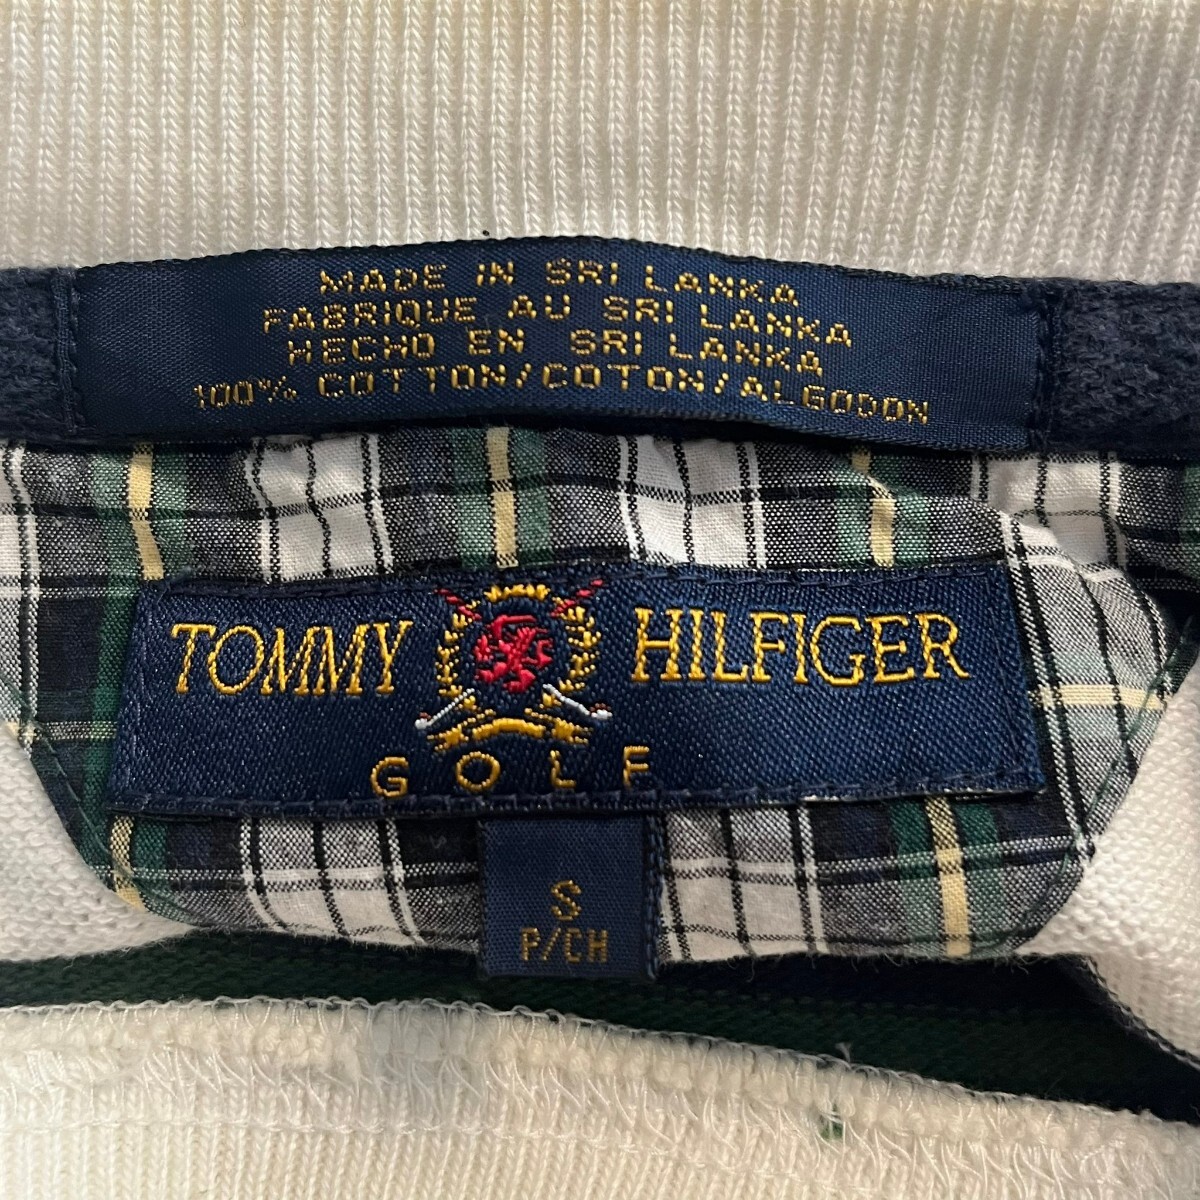 MADE IN SRI LANKA
FABRIQUE AU SRI LANKA
HECHO EN SRI LANKA
100% COTTON/COTON/ALGODON
TOMMY HILFIGER
GOLF
S
P/CH